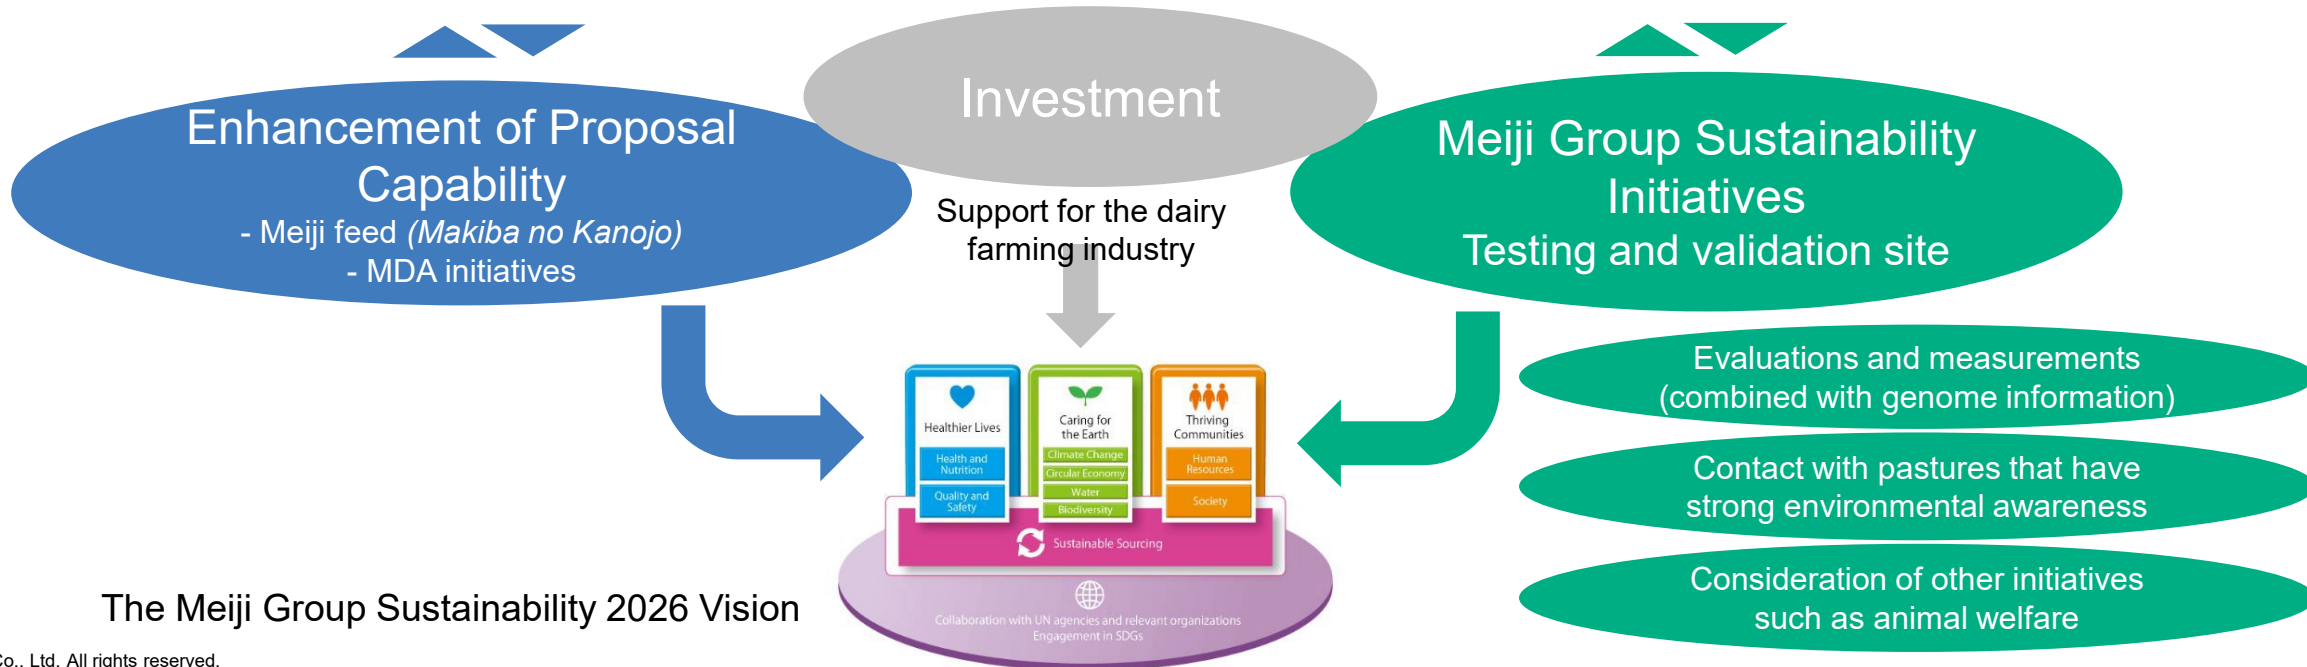 Enhancement of Proposal
Capability
- Meiji feed (Makiba no Kanojo)
- MDA initiatives
Investment
Support for the dairy
farming industry
Meiji Group Sustainability
Initiatives
Testing and validation site
Evaluations and measurements
(combined with genome information)
Contact with pastures that have
strong environmental awareness
Consideration of other initiatives
such as animal welfare
Healthier Lives
Health and
Nutrition
Quality and
Safety
Caring for
the Earth
Climate Change
Circular Economy
Water
Biodiversity
Thriving
Communities
Human
Resources
Society
Sustainable Sourcing
Collaboration with UN agencies and relevant organizations
Engagement in SDGs
The Meiji Group Sustainability 2026 Vision
Co., Ltd. All rights reserved.